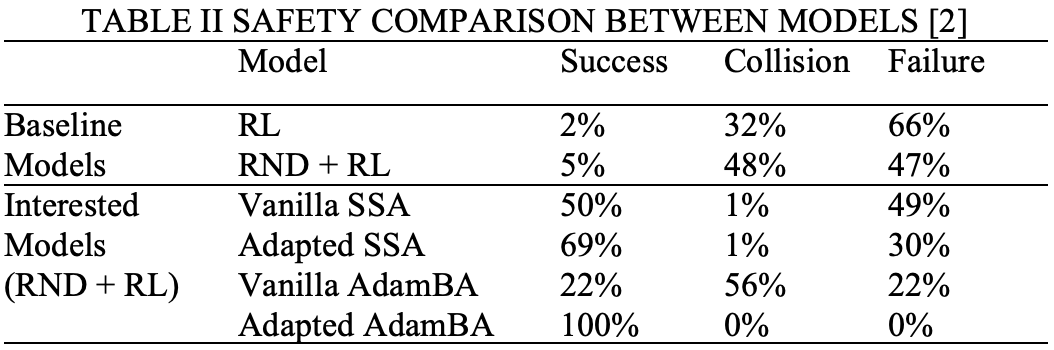 TABLE II SAFETY COMPARISON BETWEEN MODELS [2]
Model Success Collision Failure
Baseline RL 2% 32% 66%
Models RND + RL 5% 48% 47%
Interested Vanilla SSA 50% 1% 49%
Models Adapted SSA 69% 1% 30%
(RND + RL) Vanilla AdamBA 22% 56% 22%
Adapted AdamBA 100% 0% 0%